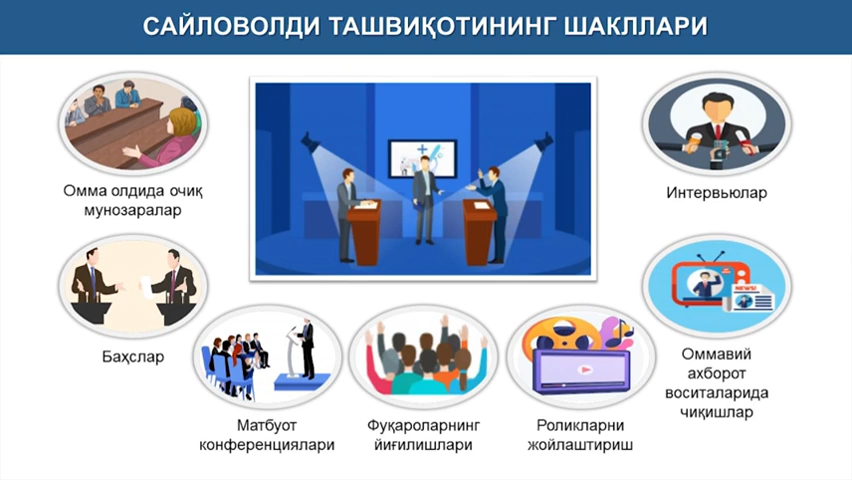 САЙЛОВОЛДИ ТАШВИҚОТИНИНГ ШАКЛЛАРИ
Омма олдида очиқ
мунозаралар
Интервьюлар
Баҳслар
NEWS!
Оммавий
ахборот
воситаларида
чиқишлар
Матбуот
конференциялари
Фуқароларнинг
йиғилишлари
Роликларни
жойлаштириш